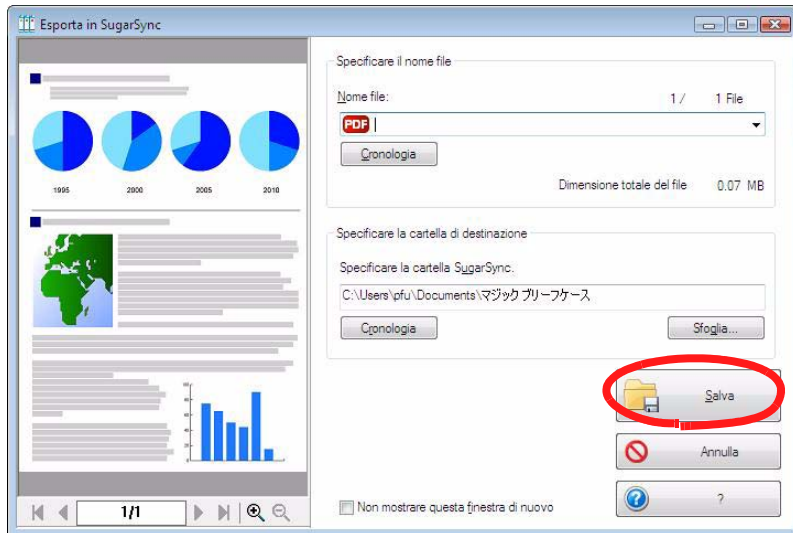 Esporta in SugarSync
1995 2000 2005 2010
1/1
Specificare il nome file
Nome file: 1 / 1 File
PDF
Cronologia
Dimensione totale del file 0.07 MB
Specificare la cartella di destinazione
Specificare la cartella SugarSync.
C:\Users\pfu\Documents\マジック ブリーフケース
Cronologia Sfoglia...
Salva
Annulla
?
Non mostrare questa finestra di nuovo